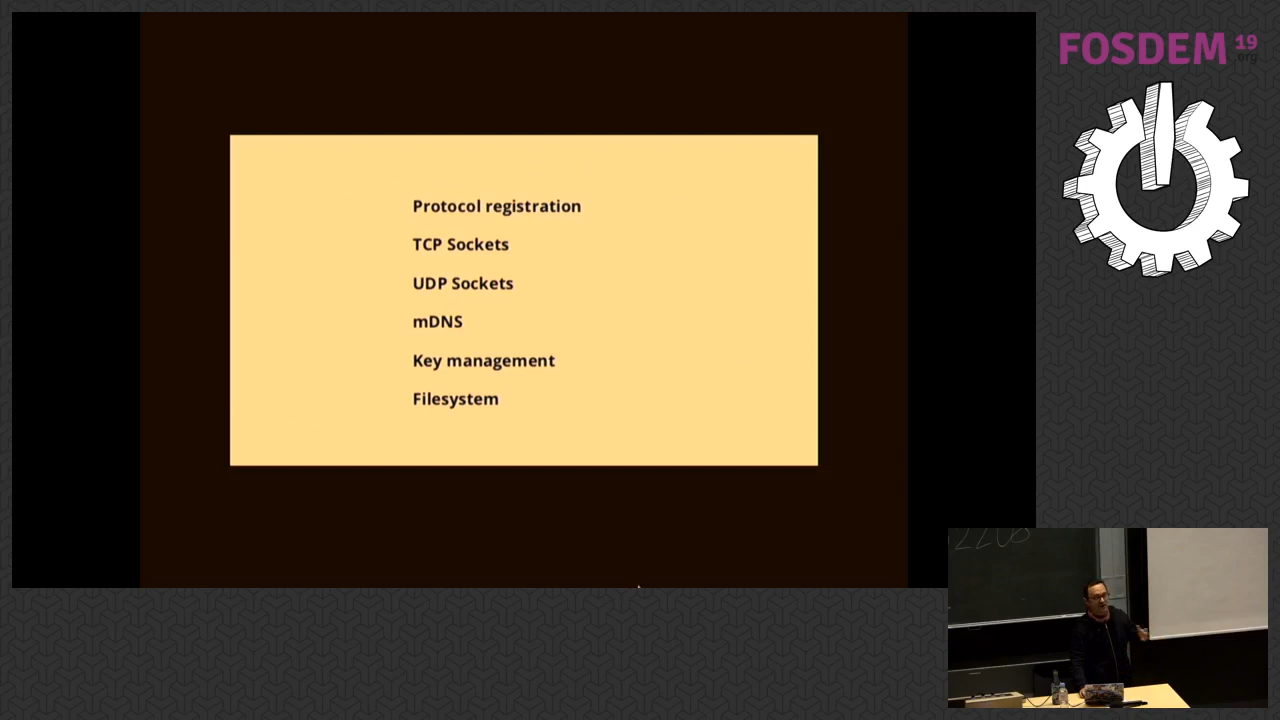 FOSDEM 19
.org
Protocol registration
TCP Sockets
UDP Sockets
mDNS
Key management
Filesystem